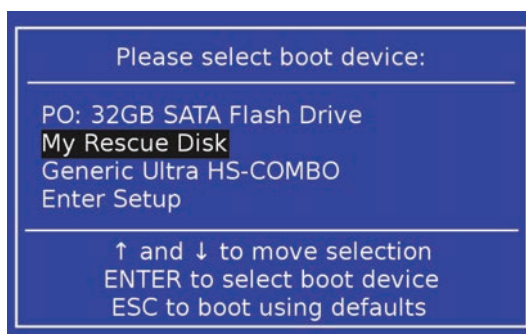 Please select boot device:
PO: 32GB SATA Flash Drive
My Rescue Disk
Generic Ultra HS-COMBO
Enter Setup
↑ and ↓ to move selection
ENTER to select boot device
ESC to boot using defaults